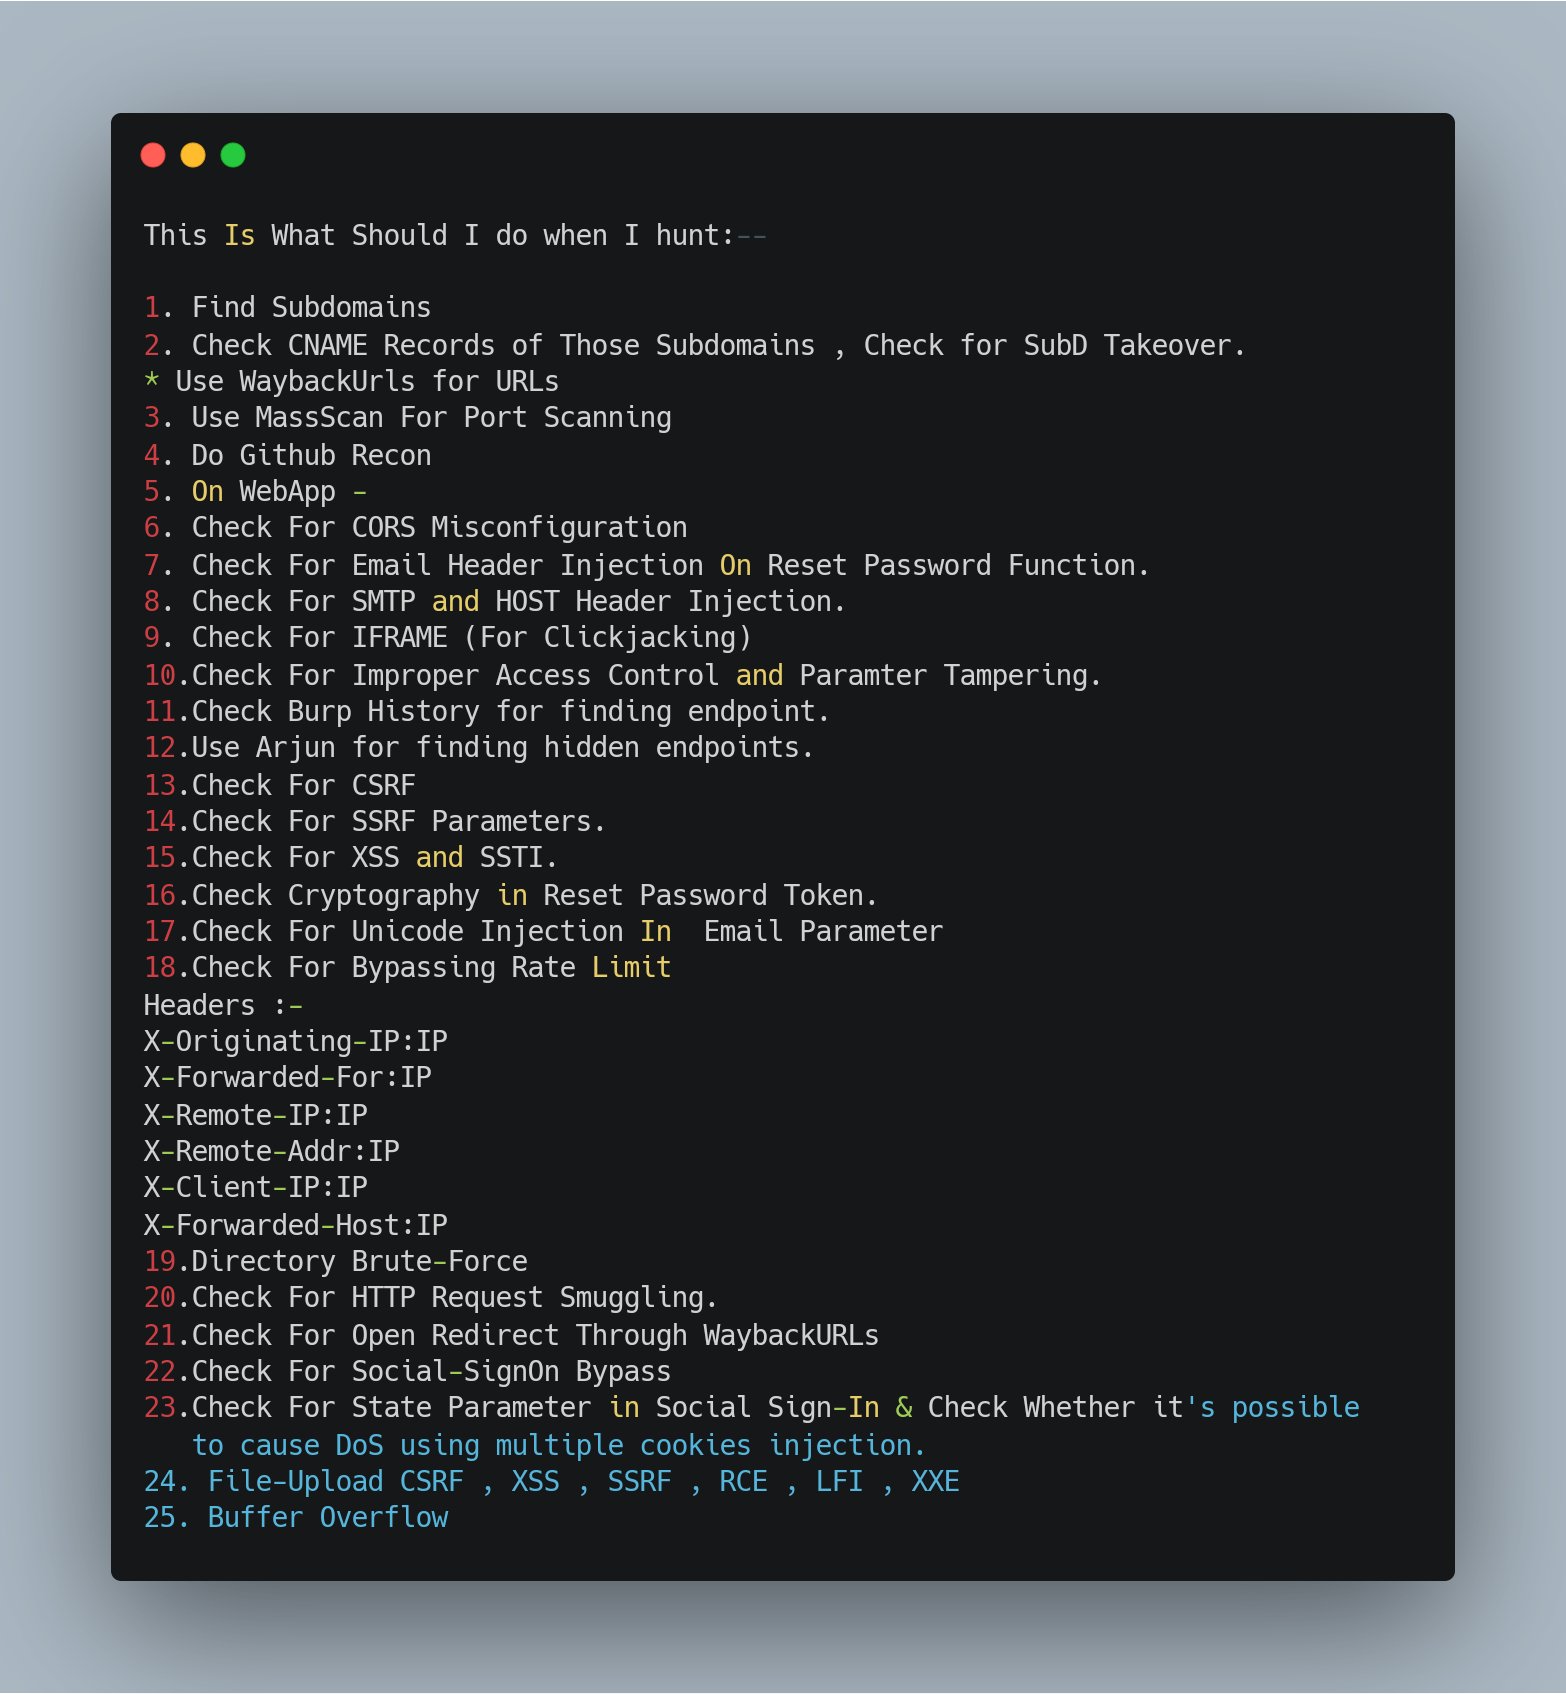 This Is What Should I do when I hunt:--
1. Find Subdomains
2. Check CNAME Records of Those Subdomains , Check for SubD Takeover.
* Use WaybackUrls for URLs
3. Use MassScan For Port Scanning
4. Do Github Recon
5. On WebApp -
6. Check For CORS Misconfiguration
7. Check For Email Header Injection On Reset Password Function.
8. Check For SMTP and HOST Header Injection.
9. Check For IFRAME (For Clickjacking)
10.Check For Improper Access Control and Paramter Tampering.
11.Check Burp History for finding endpoint.
12.Use Arjun for finding hidden endpoints.
13.Check For CSRF
14.Check For SSRF Parameters.
15.Check For XSS and SSTI.
16.Check Cryptography in Reset Password Token.
17.Check For Unicode Injection In  Email Parameter
18.Check For Bypassing Rate Limit
Headers :-
X-Originating-IP:IP
X-Forwarded-For:IP
X-Remote-IP:IP
X-Remote-Addr:IP
X-Client-IP:IP
X-Forwarded-Host:IP
19.Directory Brute-Force
20.Check For HTTP Request Smuggling.
21.Check For Open Redirect Through WaybackURLs
22.Check For Social-SignOn Bypass
23.Check For State Parameter in Social Sign-In & Check Whether it's possible
to cause DoS using multiple cookies injection.
24. File-Upload CSRF , XSS , SSRF , RCE , LFI , XXE
25. Buffer Overflow